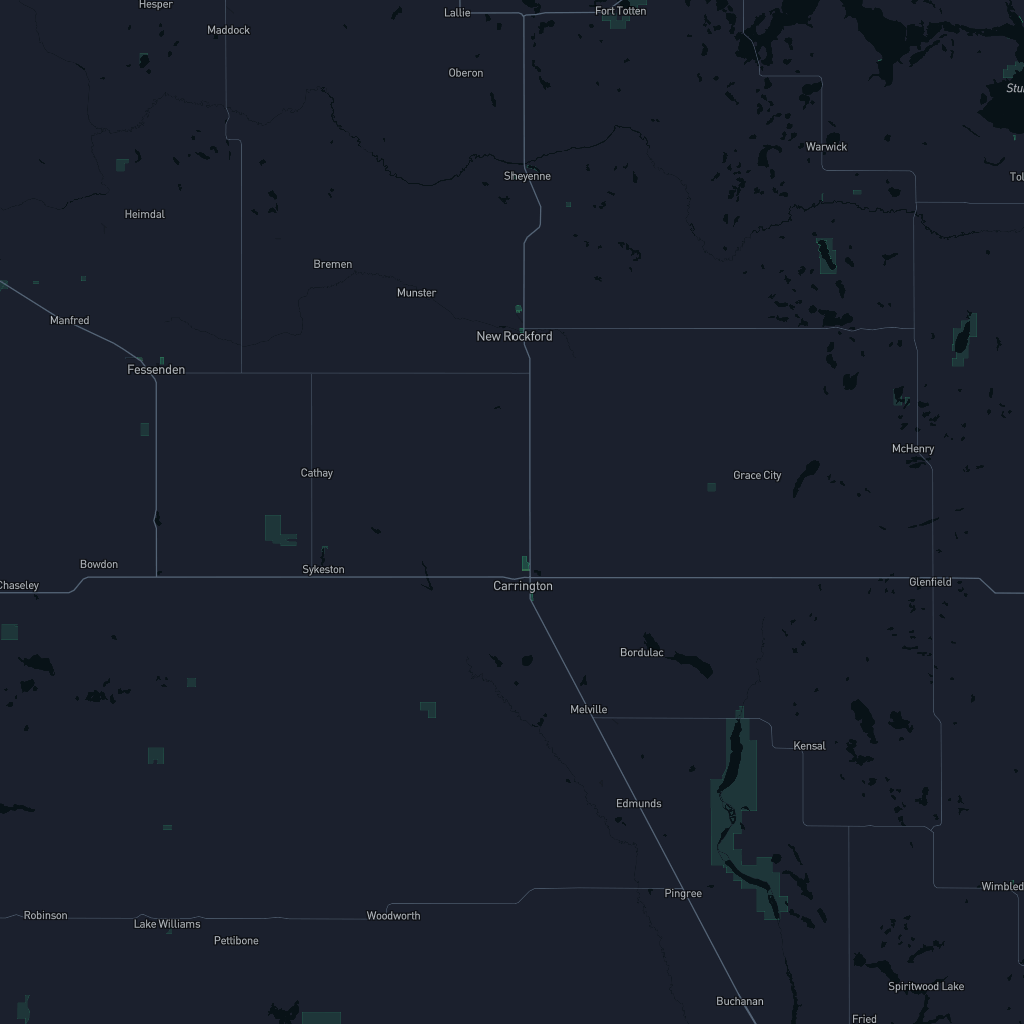 Hesper
Lallie
Fort Totten
Maddock
Oberon
Warwick
Sheyenne
Heimdal
Bremen
Munster
Manfred
New Rockford
Fessenden
McHenry
Cathay
Grace City
Bowdon
Sykeston
Chaseley
Carrington
Glenfield
Bordulac
Melville
Kensal
Edmunds
Pingree
Robinson
Lake Williams
Woodworth
Pettibone
Spiritwood Lake
Buchanan
Fried
Stu
Tol
Wimbled